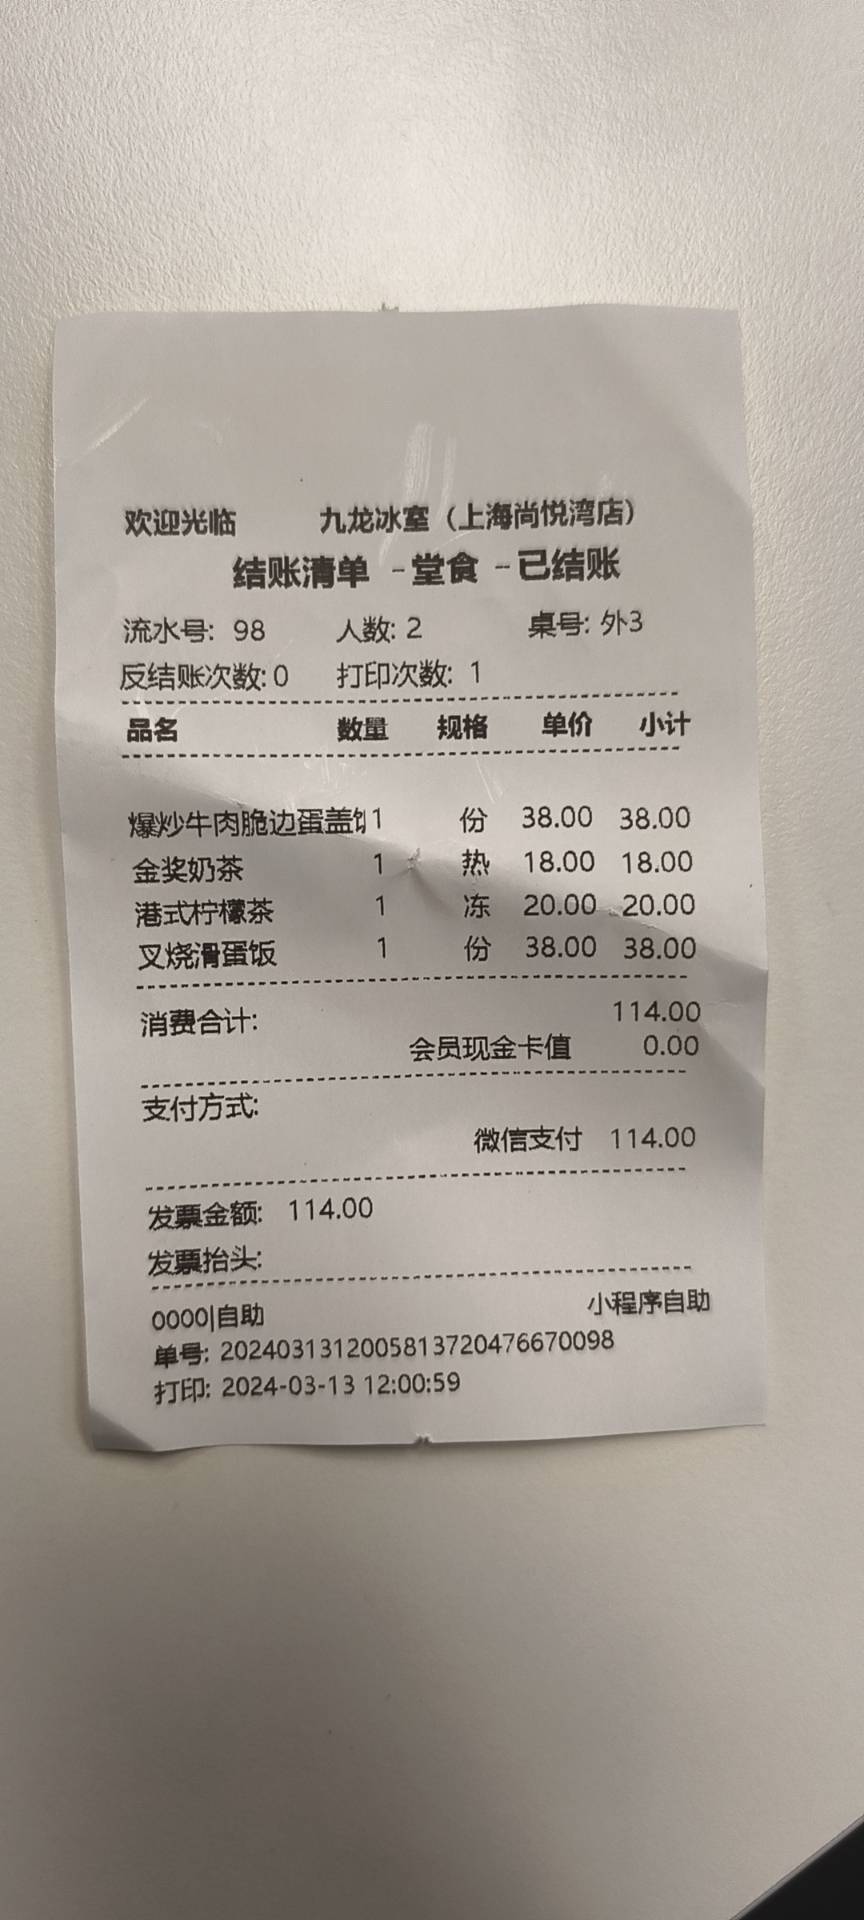 欢迎光临 九龙冰室（上海尚悦湾店）
结账清单 -堂食 -已结账
流水号: 98 人数: 2 桌号: 外3
反结账次数:0 打印次数: 1
品名 数量 规格 单价 小计
爆炒牛肉脆边蛋盖 1 份 38.00 38.00
金奖奶茶 1 热 18.00 18.00
港式柠檬茶 1 冻 20.00 20.00
叉烧滑蛋饭 1 份 38.00 38.00
消费合计: 114.00
会员现金卡值 0.00
支付方式:
微信支付 114.00
发票金额: 114.00
发票抬头:
0000|自助 小程序自助
单号: 2024031312005813720476670098
打印: 2024-03-13 12:00:59